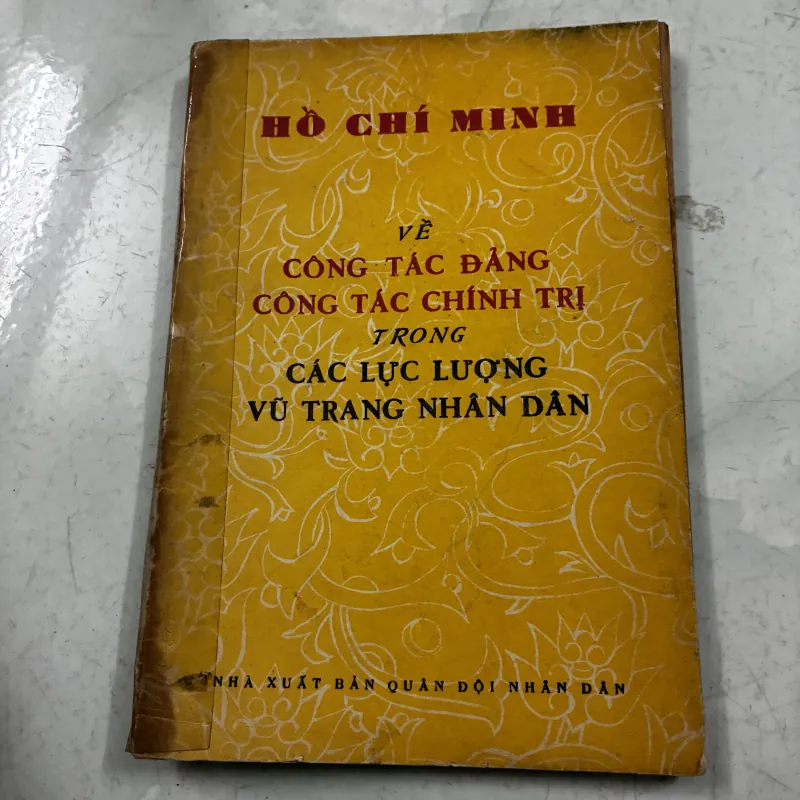 HỒ CHÍ MINH
VỀ
CÔNG TÁC ĐẢNG
CÔNG TÁC CHÍNH TRỊ
TRONG
CÁC LỰC LƯỢNG
VŨ TRANG NHÂN DÂN
NHÀ XUẤT BẢN QUÂN ĐỘI NHÂN DÂN